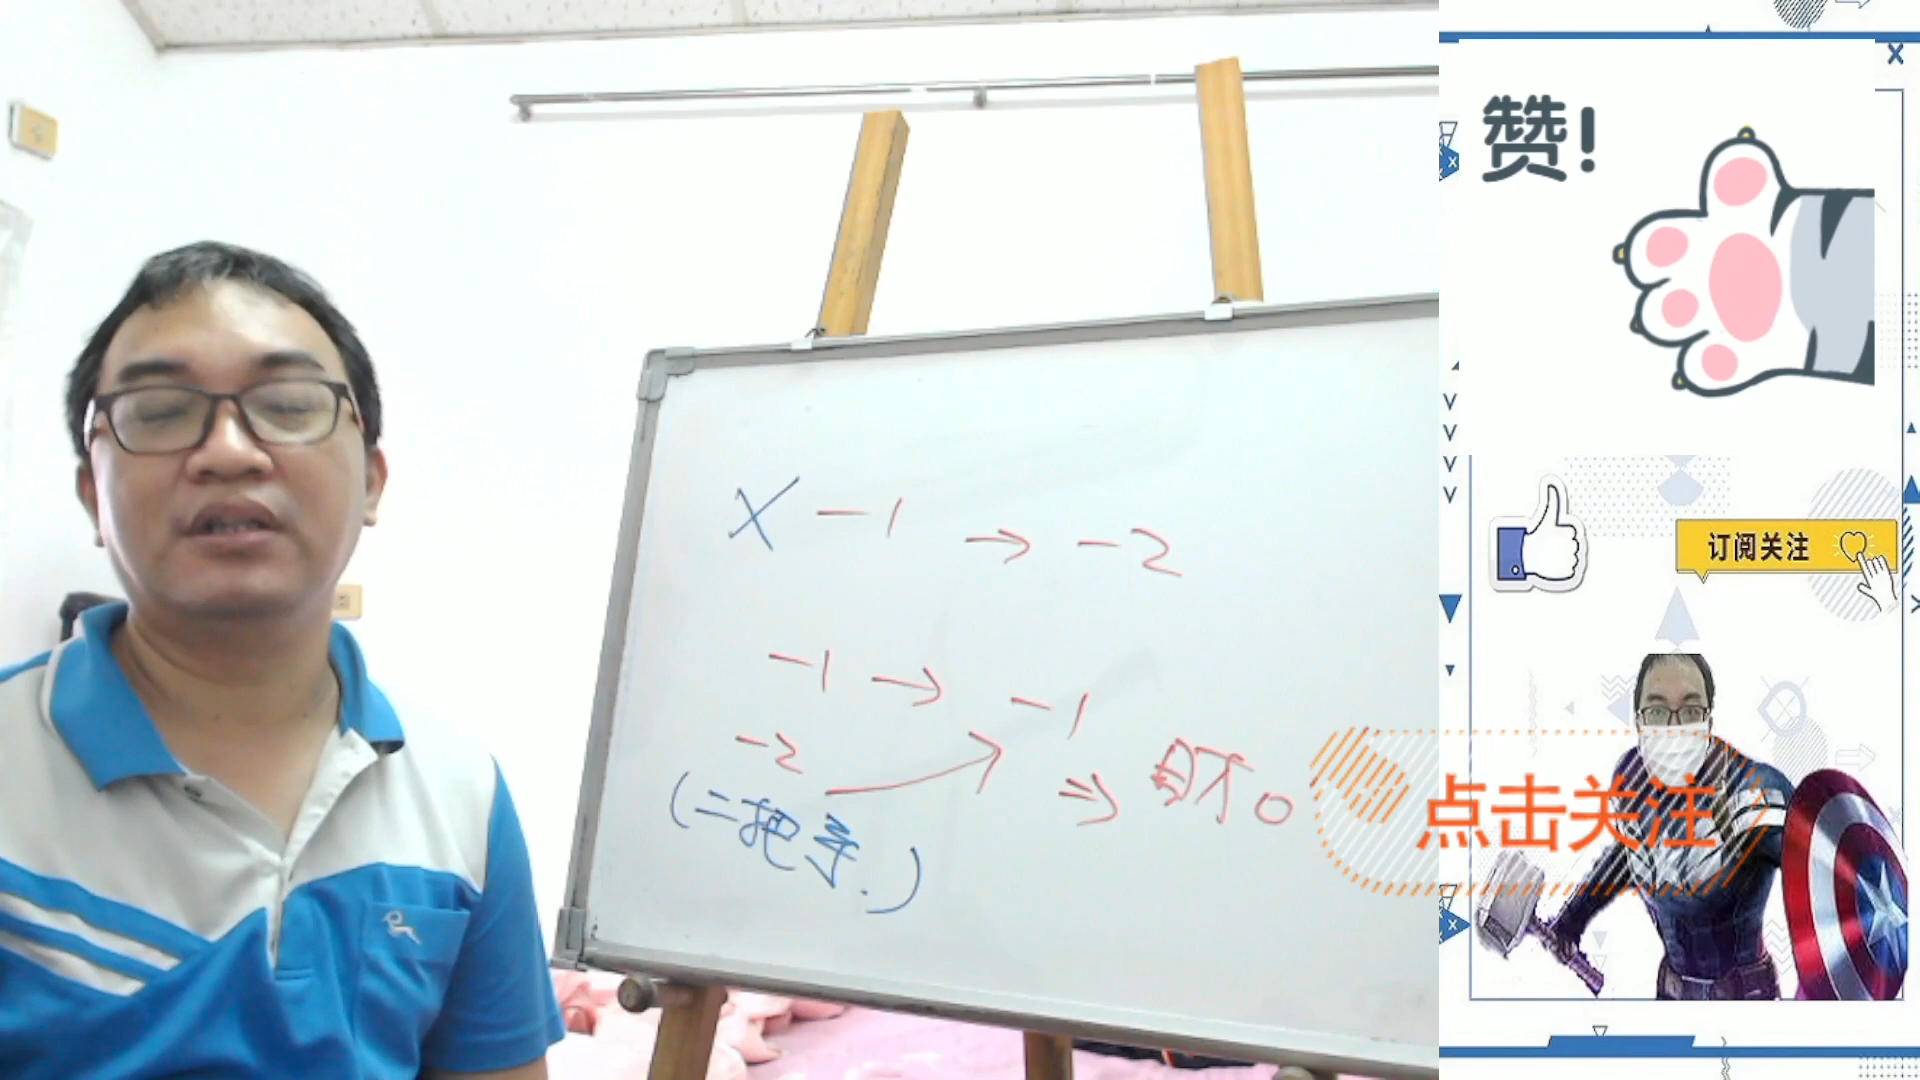 X -1 → -2
-1 → -1
-2 → ⇒ 财。
(二把手.)
赞!
订阅关注
点击关注